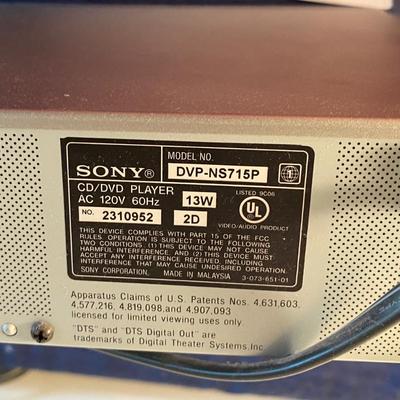 SONY®
MODEL NO.
DVP-NS715P
1
CD/DVD PLAYER
AC 120V 60Hz 13W
NO. 2310952 2D
LISTED 9C06
UL
®
VIDEO/AUDIO PRODUCT
THIS DEVICE COMPLIES WITH PART 15 OF THE FCC
RULES OPERATION IS SUBJECT TO THE FOLLOWING
TWO CONDITIONS: (1) THIS DEVICE MAY NOT CAUSE
HARMFUL INTERFERENCE, AND (2) THIS DEVICE MUST
ACCEPT ANY INTERFERENCE RECEIVED, INCLUDING
INTERFERENCE THAT MAY CAUSE UNDESIRED OPERATION.
SONY CORPORATION MADE IN MALAYSIA 3-073-651-01
Apparatus Claims of U.S. Patents Nos. 4,631,603,
4,577,216, 4,819,098, and 4,907,093
licensed for limited viewing uses only.
"DTS" and "DTS Digital Out" are
trademarks of Digital Theater Systems, Inc